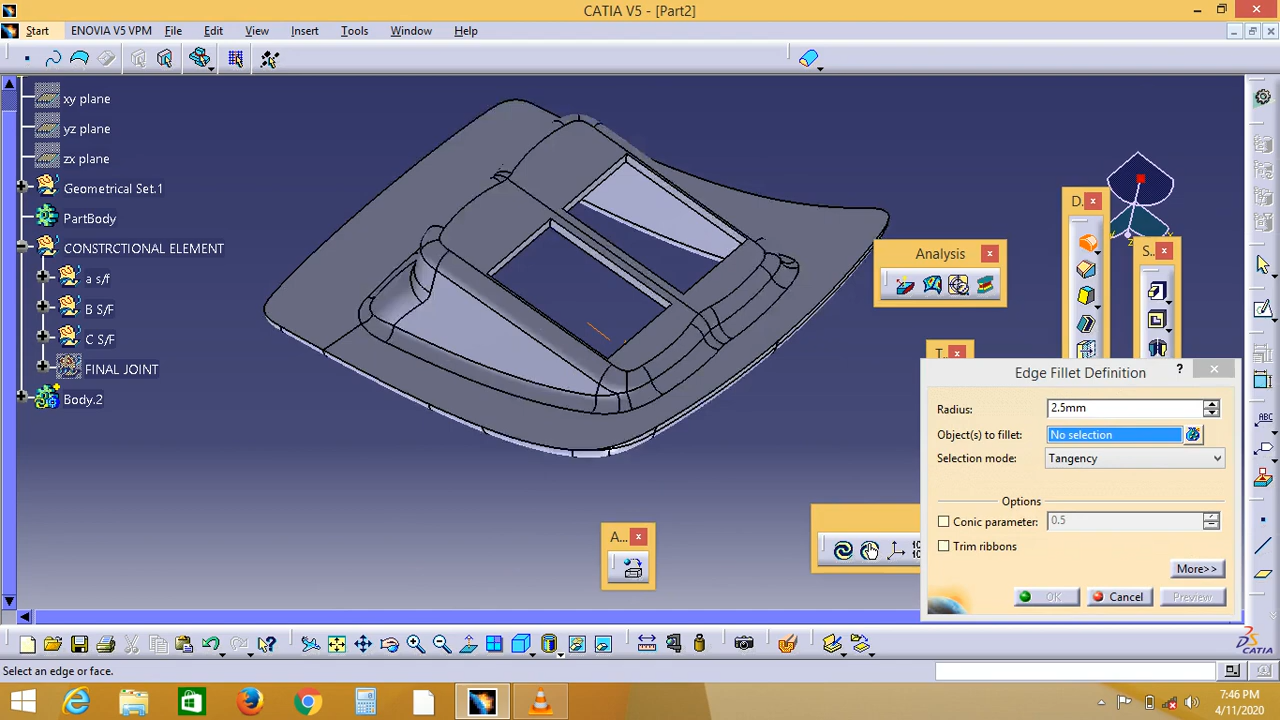 CATIA V5 - [Part2]
Start
ENOVIA V5 VPM
File
Edit
View
Insert
Tools
Window
Help
xy plane
yz plane
zx plane
Geometrical Set.1
PartBody
CONSTRCTIONAL ELEMENT
a s/f
B S/F
C S/F
FINAL JOINT
Body.2
D.
S..
Analysis
T..
A...
Edge Fillet Definition
?
Radius:
2.5mm
Object(s) to fillet:
No selection
Selection mode:
Tangency
Options
Conic parameter:
0.5
Trim ribbons
More>>
OK
Cancel
Preview
ABC
CATIA
Select an edge or face.
7:46 PM
4/11/2020